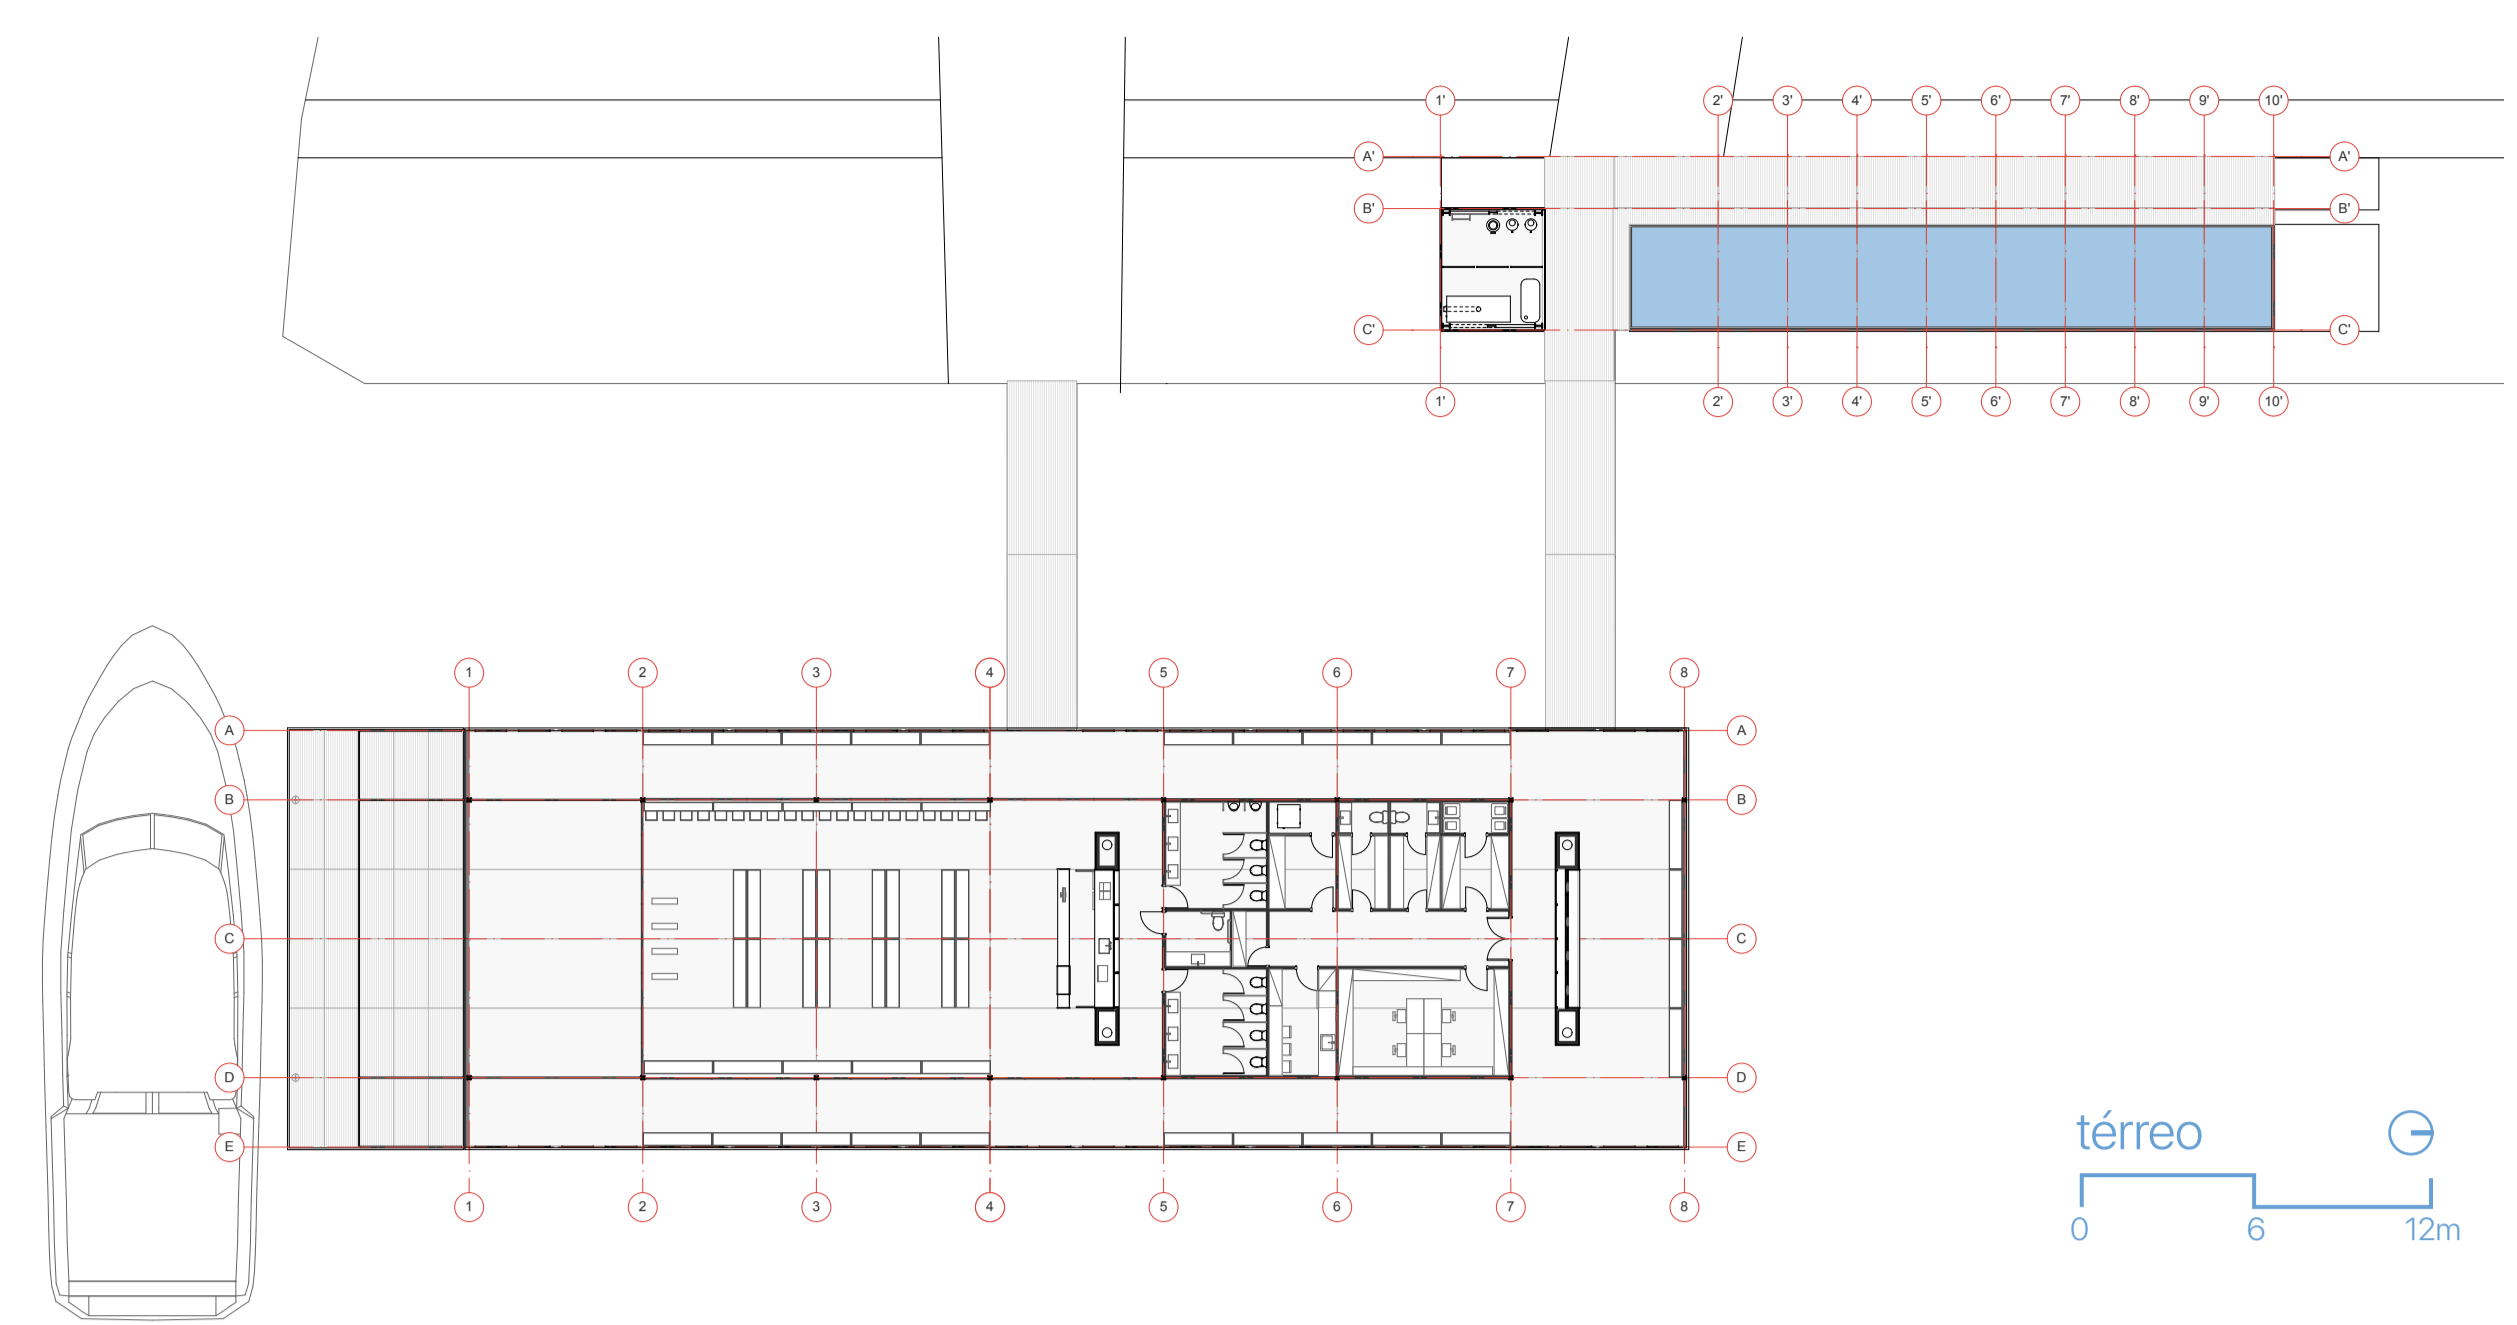 1' 2' 3' 4' 5' 6' 7' 8' 9' 10'
A' A'
B' B'
C' C'
1' 2' 3' 4' 5' 6' 7' 8' 9' 10'
1 2 3 4 5 6 7 8
A A
B B
C C
D D
E E
1 2 3 4 5 6 7 8
térreo
0 6 12m